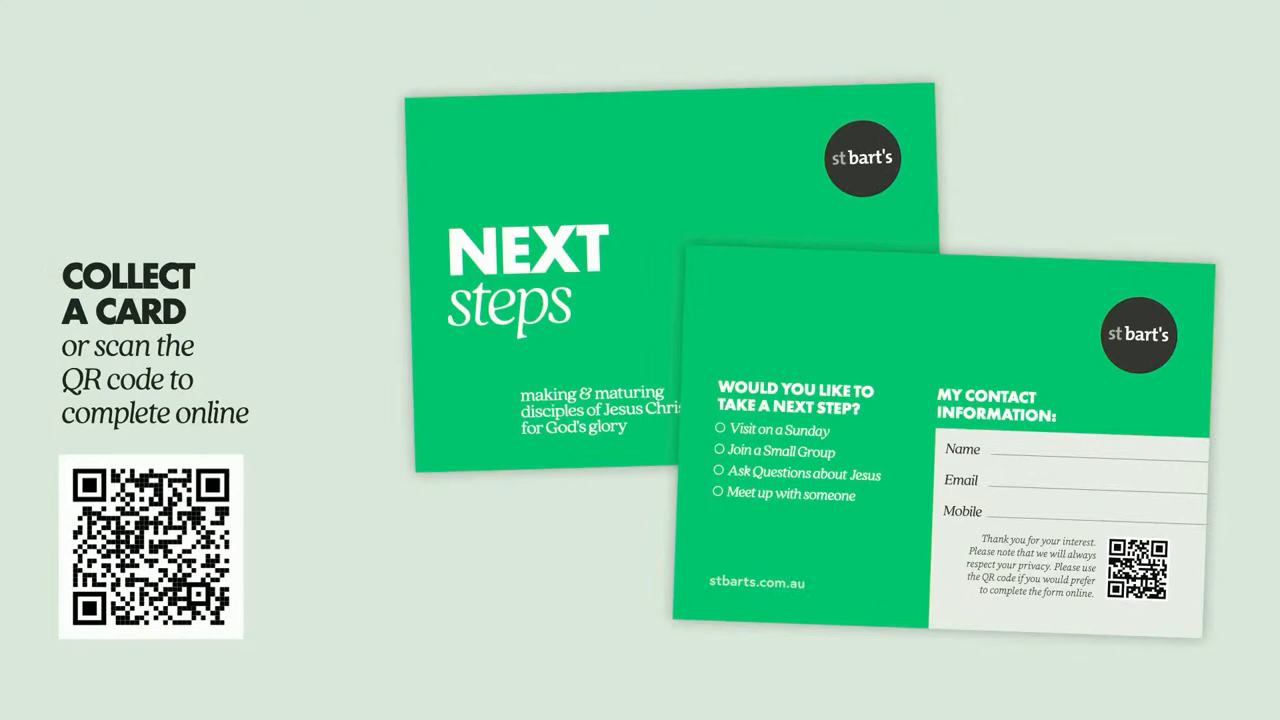 COLLECT
A CARD
or scan the
QR code to
complete online
st bart's
NEXT
steps
making & maturing
disciples of Jesus
for God's glory
st bart's
WOULD YOU LIKE TO
TAKE A NEXT STEP?
Visit on a Sunday
Join a Small Group
Ask Questions about Jesus
Meet up with someone
stbarts.com.au
MY CONTACT
INFORMATION:
Name
Email
Mobile
Thank you for your interest.
Please note that we will always
respect your privacy. Please use
the QR code if you would prefer
to complete the form online.